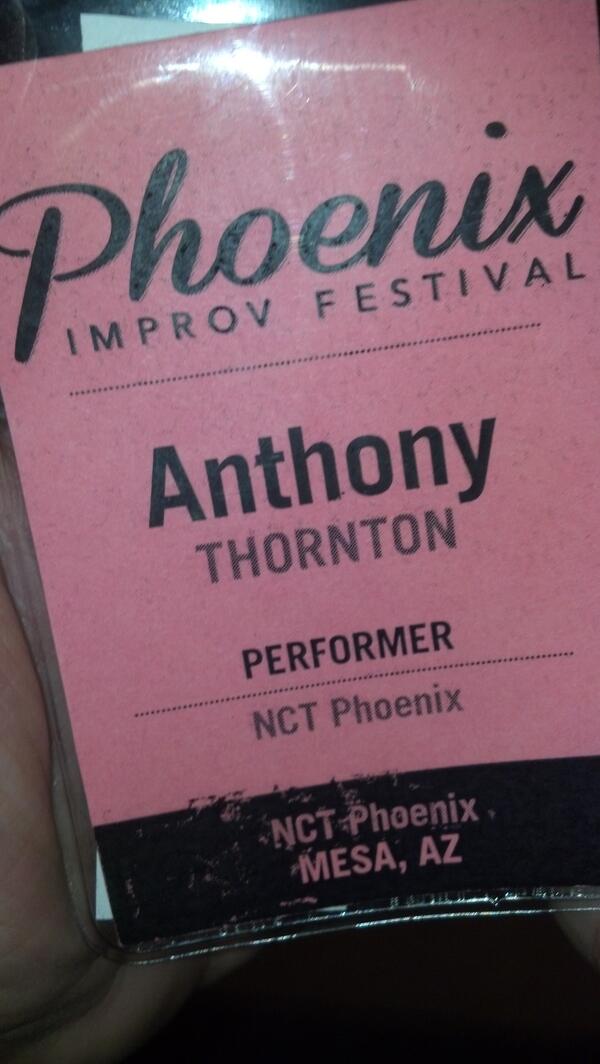 Phoenix
IMPROV FESTIVAL
Anthony
THORNTON
PERFORMER
NCT Phoenix
NCT Phoenix
MESA, AZ